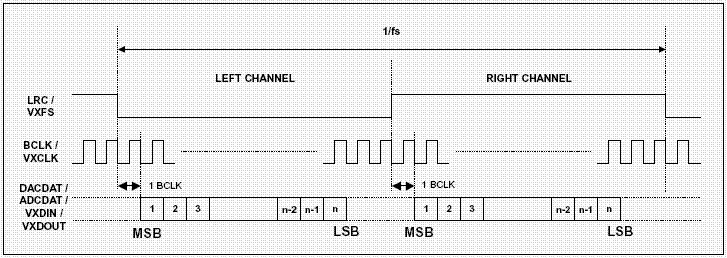 1/fs
LEFT CHANNEL RIGHT CHANNEL
LRC /
VXFS
BCLK /
VXCLK
1 BCLK 1 BCLK
DACDAT /
ADCDAT /
VXDIN /
VXDOUT
1 2 3 n-2 n-1 n 1 2 3 n-2 n-1 n
MSB LSB MSB LSB